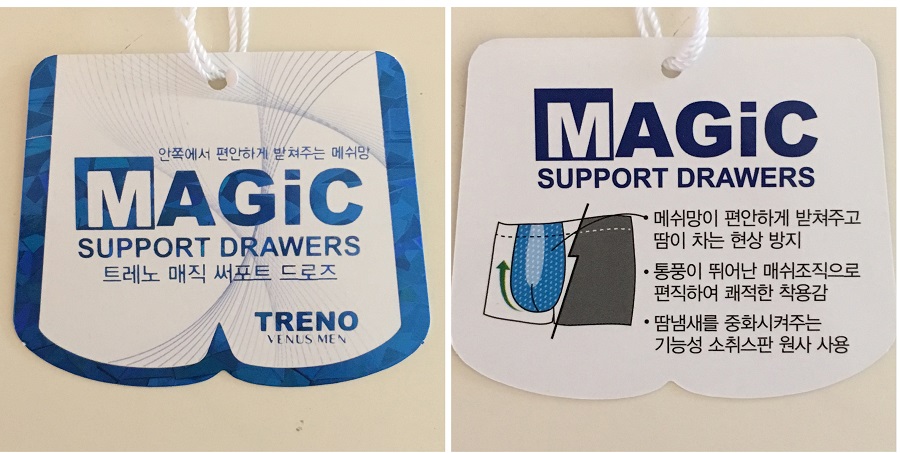 안쪽에서 편안하게 받쳐주는 메쉬망
MAGiC
SUPPORT DRAWERS
트레노 매직 써포트 드로즈
TRENO
VENUS MEN
MAGiC
SUPPORT DRAWERS
• 메쉬망이 편안하게 받쳐주고
땀이 차는 현상 방지
• 통풍이 뛰어난 매쉬조직으로
편직하여 쾌적한 착용감
• 땀냄새를 중화시켜주는
기능성 소취스판 원사 사용